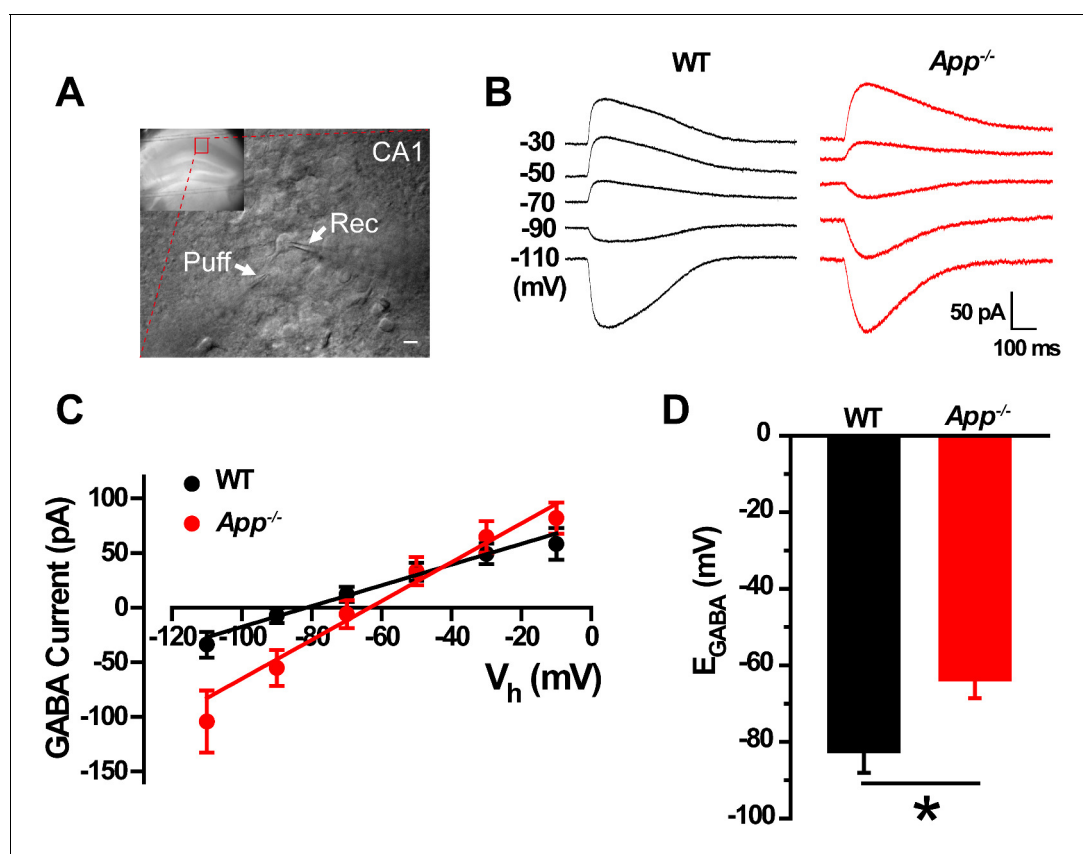 A
CA1
Rec
Puff
B
WT
App-/-
-30
-50
-70
-90
-110
(mV)
50 pA
100 ms
C
WT
App-/-
GABA Current (pA)
100
50
0
-50
-100
-150
-120 -100 -80 -60 -40 -20 0
Vh (mV)
D
WT
App-/-
EGABA (mV)
0
-20
-40
-60
-80
-100
*